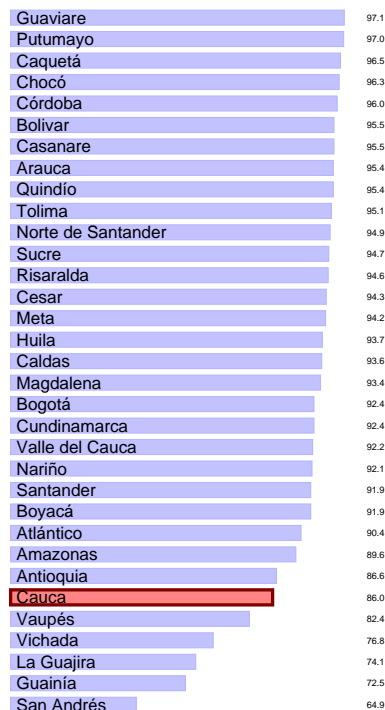 Guaviare 97.1
Putumayo 97.0
Caquetá 96.5
Chocó 96.3
Córdoba 96.0
Bolivar 95.5
Casanare 95.5
Arauca 95.4
Quindío 95.4
Tolima 95.1
Norte de Santander 94.9
Sucre 94.7
Risaralda 94.6
Cesar 94.3
Meta 94.2
Huila 93.7
Caldas 93.6
Magdalena 93.4
Bogotá 92.4
Cundinamarca 92.4
Valle del Cauca 92.2
Nariño 92.1
Santander 91.9
Boyacá 91.9
Atlántico 90.4
Amazonas 89.6
Antioquia 86.6
Cauca 86.0
Vaupés 82.4
Vichada 76.8
La Guajira 74.1
Guainía 72.5
San Andrés 64.9